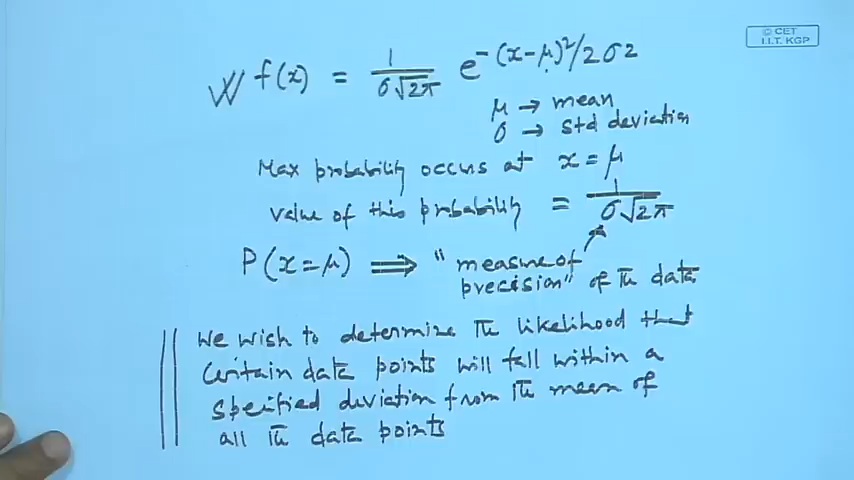 © CET
I.I.T. KGP
f(x) = 1/σ√2π e^-(x-μ)²/2σ2
μ → mean
σ → std deviation
Max probability occurs at x = μ
value of this probability = 1/σ√2π
P(x=μ) ⟹ "measure of
precision" of the data
We wish to determine the likelihood that
certain data points will fall within a
specified deviation from the mean of
all the data points